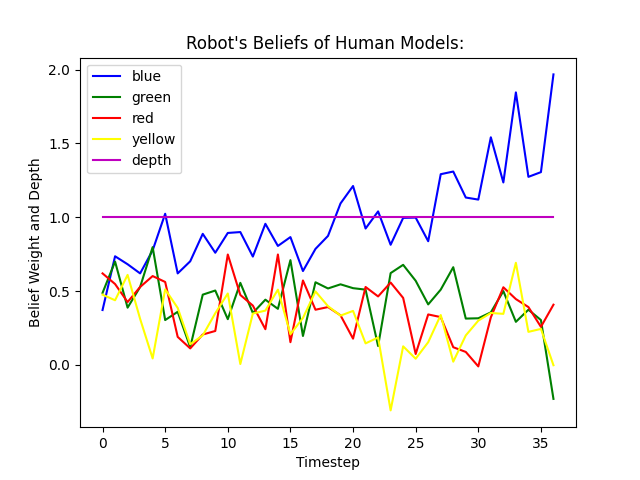 Robot's Beliefs of Human Models:
blue
green
red
yellow
depth
Belief Weight and Depth
2.0
1.5
1.0
0.5
0.0
0 5 10 15 20 25 30 35
Timestep